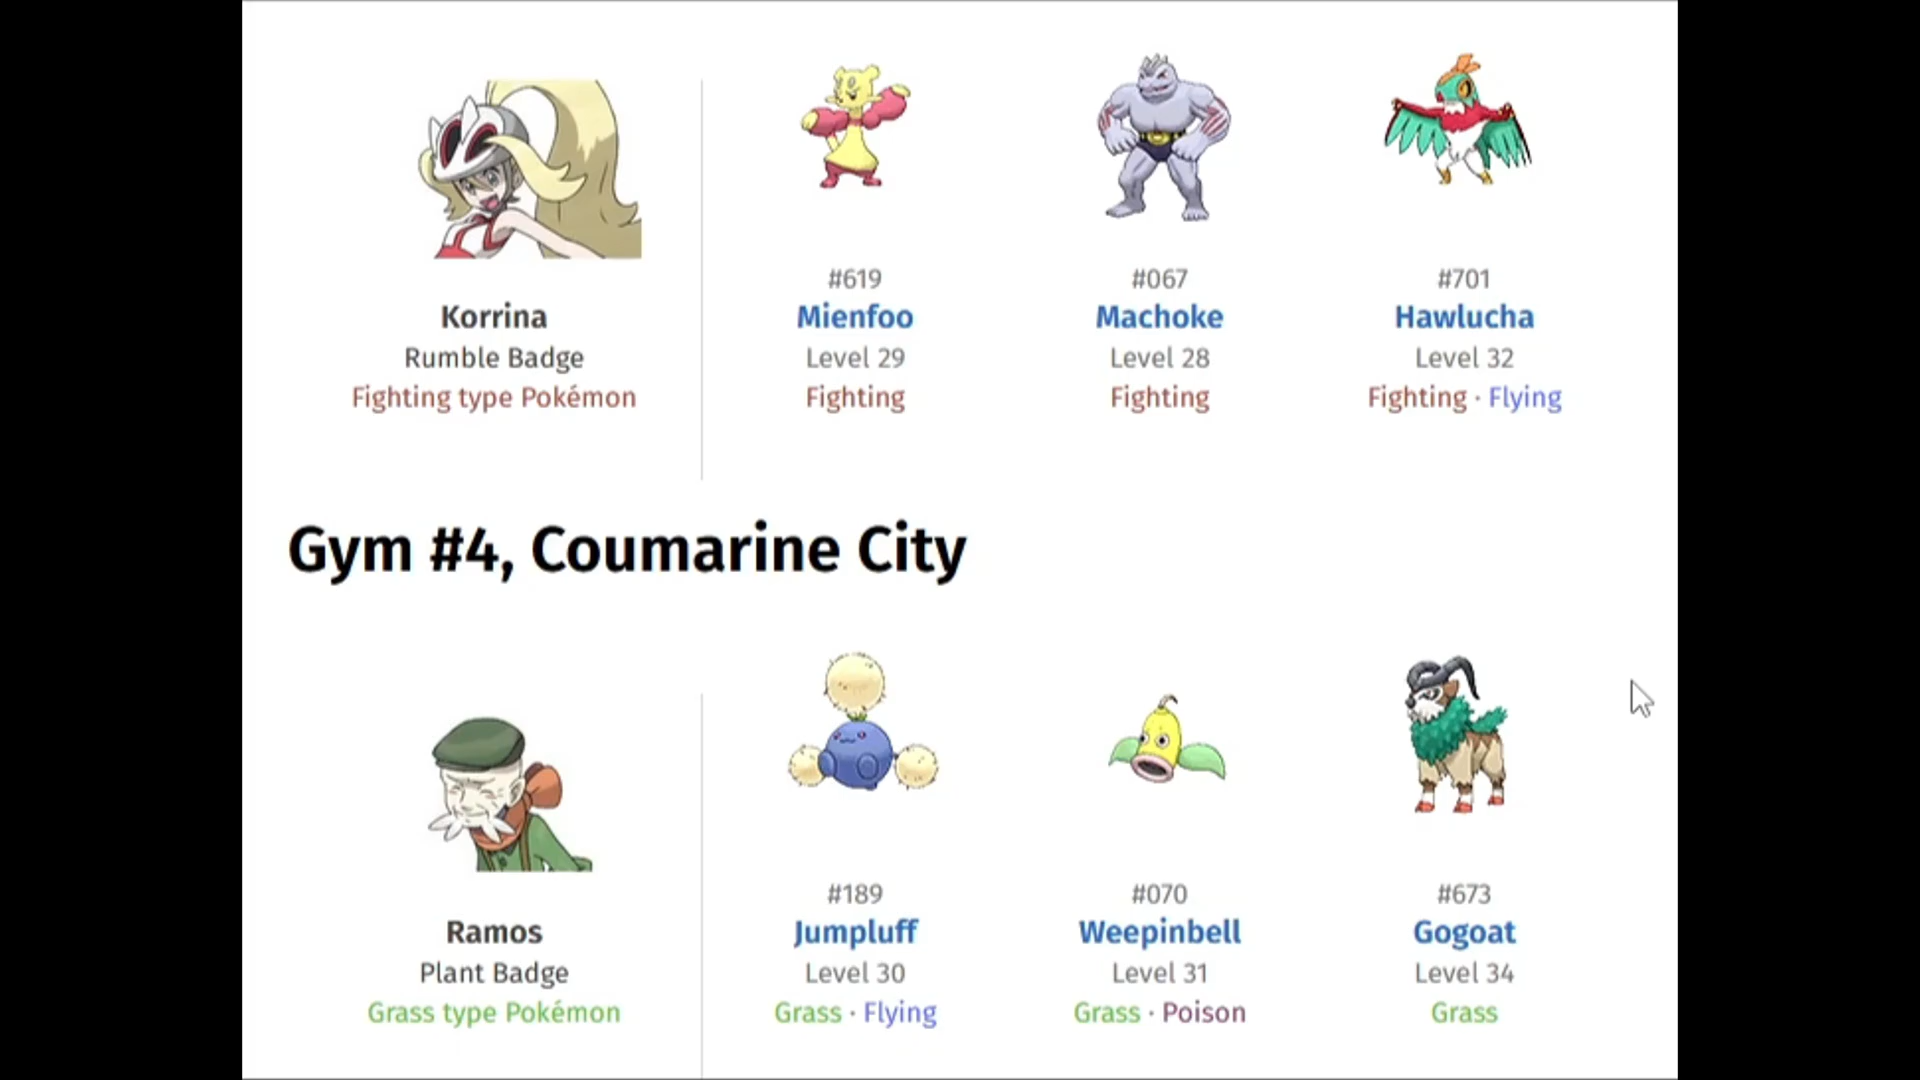 #619 #067 #701
Korrina Mienfoo Machoke Hawlucha
Rumble Badge Level 29 Level 28 Level 32
Fighting type Pokémon Fighting Fighting Fighting · Flying
Gym #4, Coumarine City
#189 #070 #673
Ramos Jumpluff Weepinbell Gogoat
Plant Badge Level 30 Level 31 Level 34
Grass type Pokémon Grass · Flying Grass · Poison Grass